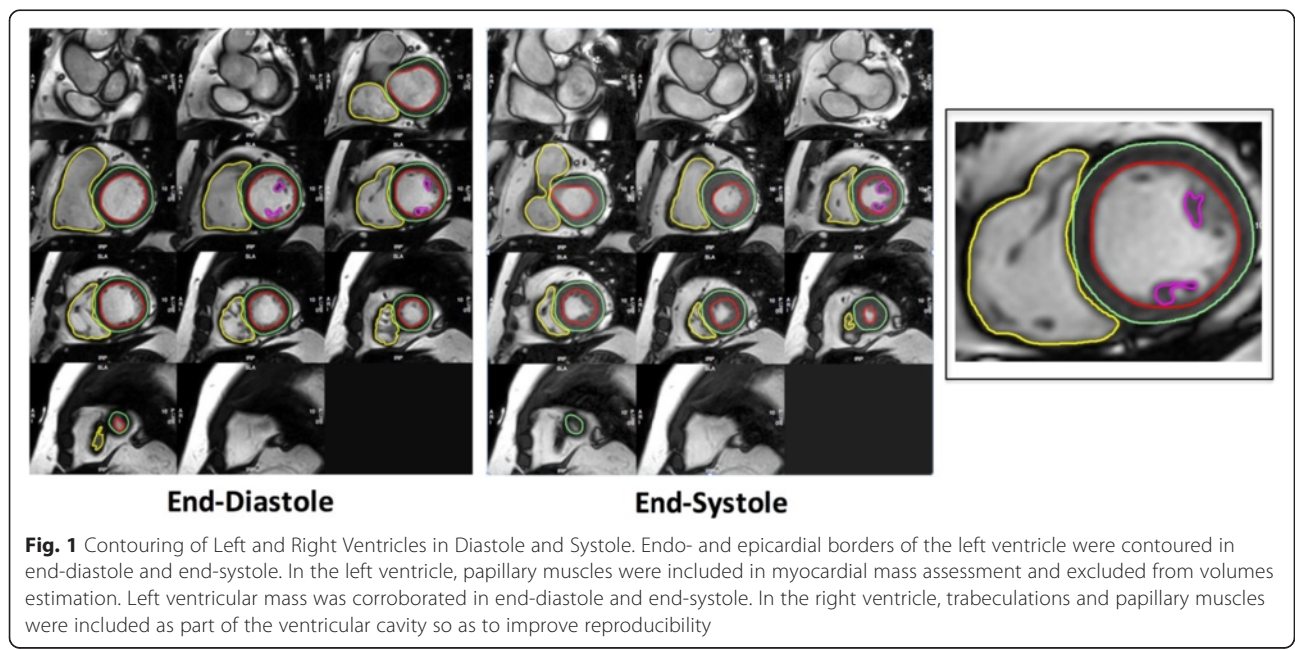 End-Diastole
End-Systole
Fig. 1 Contouring of Left and Right Ventricles in Diastole and Systole. Endo- and epicardial borders of the left ventricle were contoured in
end-diastole and end-systole. In the left ventricle, papillary muscles were included in myocardial mass assessment and excluded from volumes
estimation. Left ventricular mass was corroborated in end-diastole and end-systole. In the right ventricle, trabeculations and papillary muscles
were included as part of the ventricular cavity so as to improve reproducibility